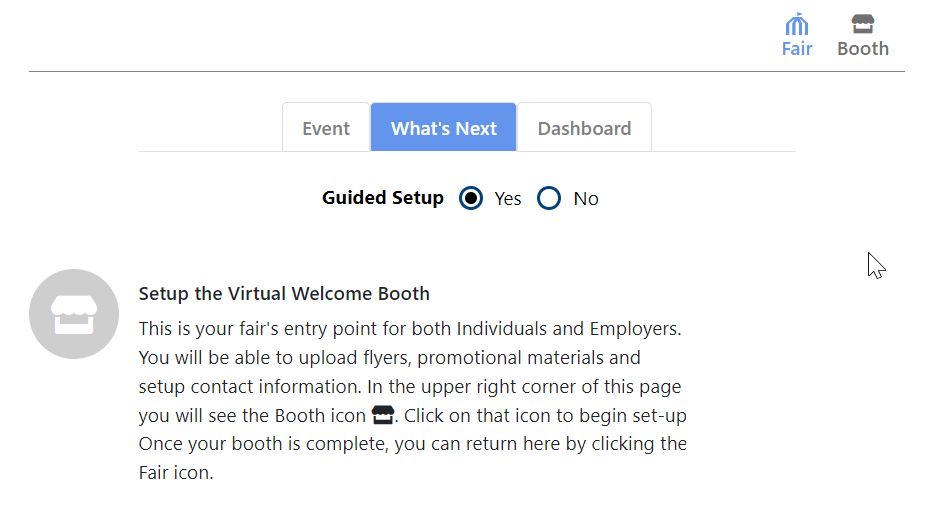 Fair Booth
Event What's Next Dashboard
Guided Setup Yes No
Setup the Virtual Welcome Booth
This is your fair's entry point for both Individuals and Employers.
You will be able to upload flyers, promotional materials and
setup contact information. In the upper right corner of this page
you will see the Booth icon . Click on that icon to begin set-up
Once your booth is complete, you can return here by clicking the
Fair icon.